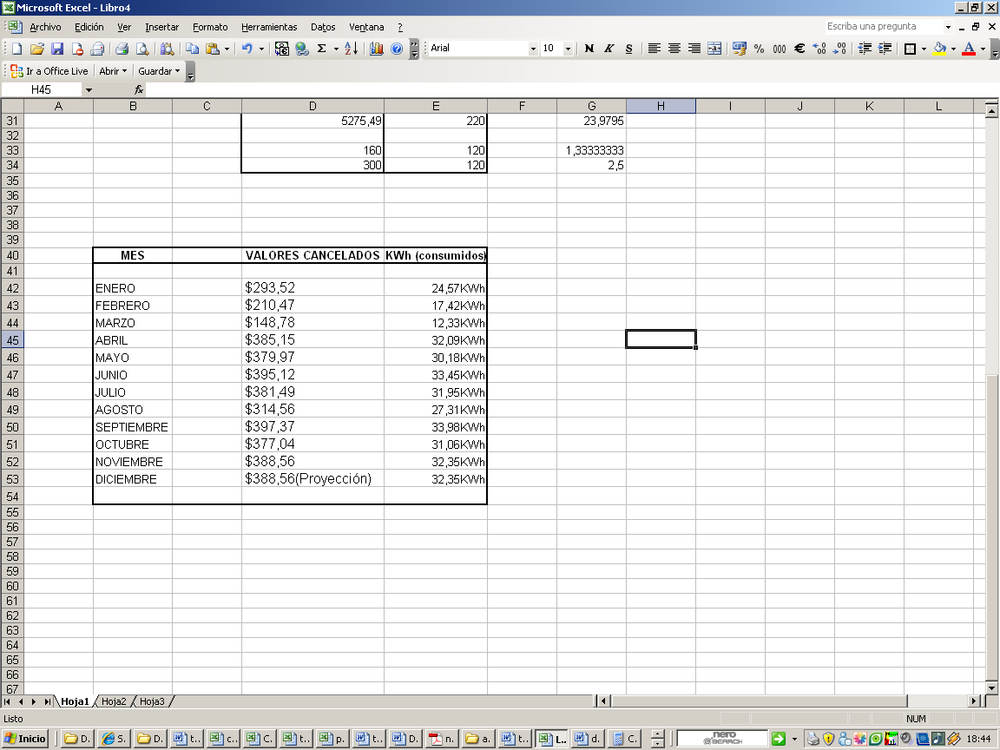 Microsoft Excel - Libro4
Archivo Edición Ver Insertar Formato Herramientas Datos Ventana ? Escriba una pregunta
Arial 10 N K S % 000 €
Ir a Office Live Abrir Guardar
H45 fx
A B C D E F G H I J K L
31 5275,49 220 23,9795
32
33 160 120 1,33333333
34 300 120 2,5
35
36
37
38
39
40 MES VALORES CANCELADOS KWh (consumidos)
41
42 ENERO $293,52 24,57KWh
43 FEBRERO $210,47 17,42KWh
44 MARZO $148,78 12,33KWh
45 ABRIL $385,15 32,09KWh
46 MAYO $379,97 30,18KWh
47 JUNIO $395,12 33,45KWh
48 JULIO $381,49 31,95KWh
49 AGOSTO $314,56 27,31KWh
50 SEPTIEMBRE $397,37 33,98KWh
51 OCTUBRE $377,04 31,06KWh
52 NOVIEMBRE $388,56 32,35KWh
53 DICIEMBRE $388,56(Proyección) 32,35KWh
54
55
56
57
58
59
60
61
62
63
64
65
66
67
Hoja1 Hoja2 Hoja3
Listo NUM
Inicio D. S. D. t.. c.. C. t.. p. t.. D. n. a. t.. L.. d. C. nero SEARCH 18:44